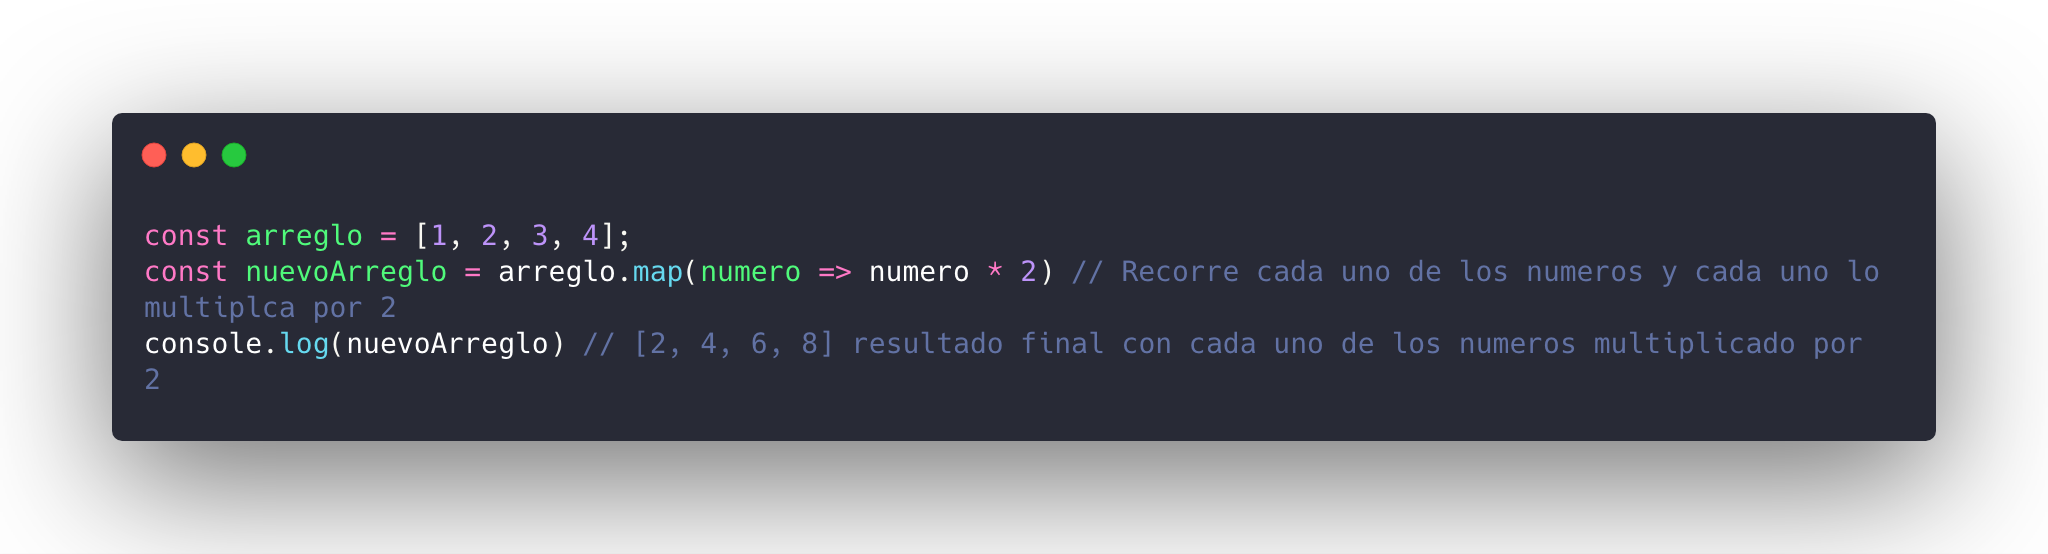 const arreglo = [1, 2, 3, 4];
const nuevoArreglo = arreglo.map(numero => numero * 2) // Recorre cada uno de los numeros y cada uno lo
multiplca por 2
console.log(nuevoArreglo) // [2, 4, 6, 8] resultado final con cada uno de los numeros multiplicado por
2